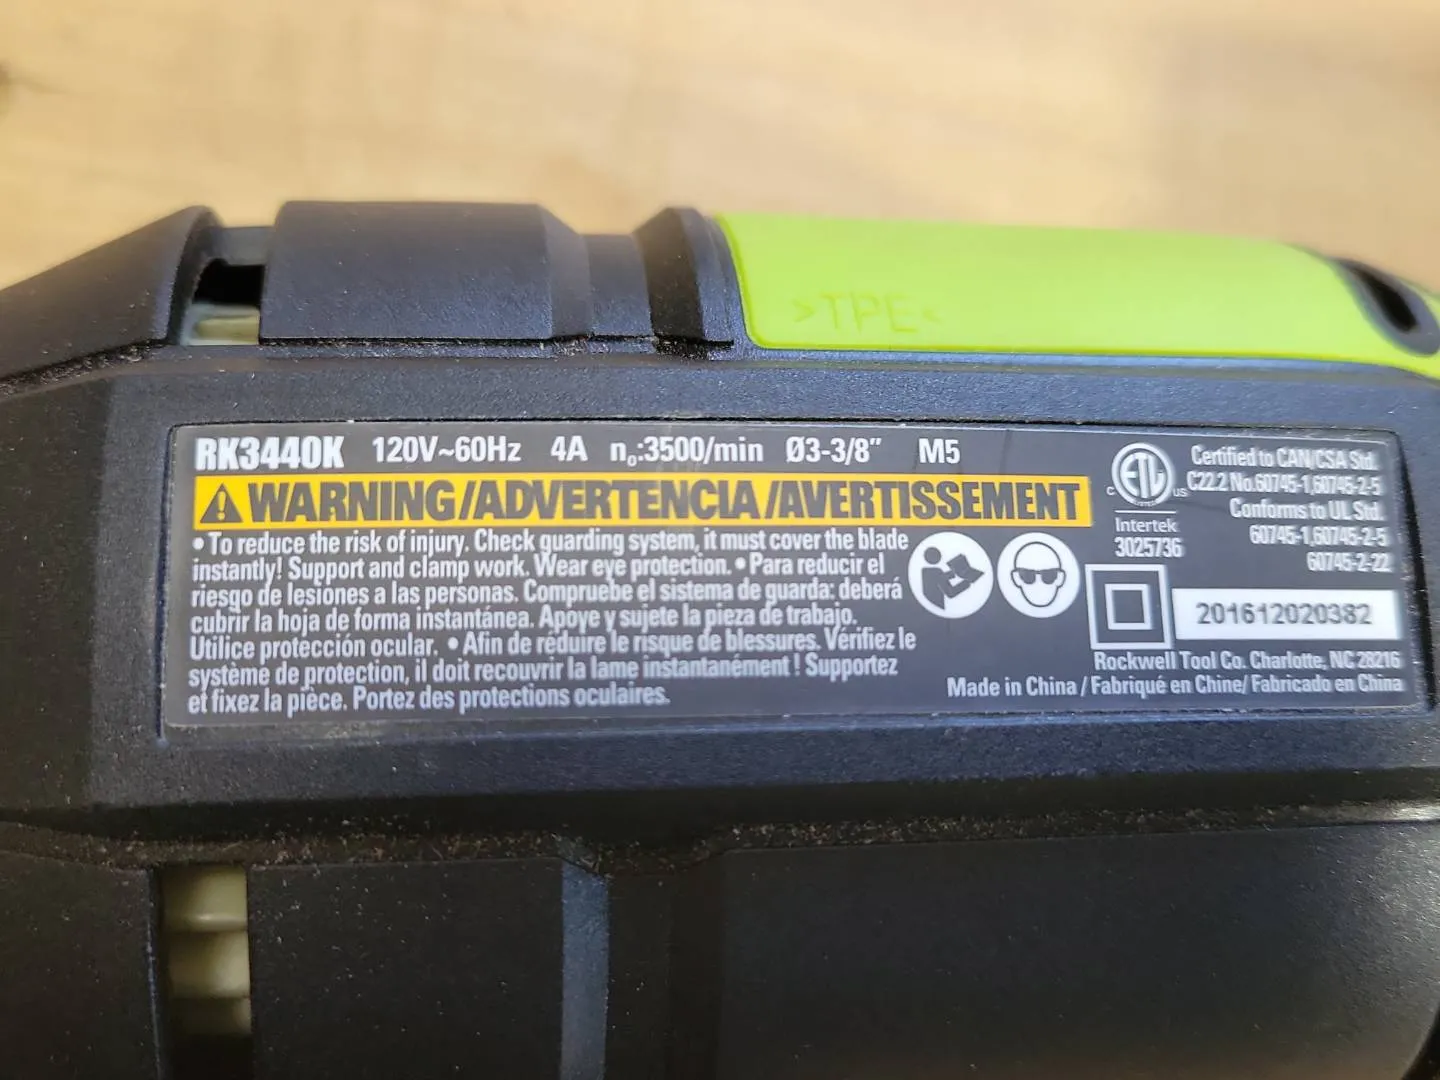 >TPE<
RK3440K 120V~60Hz 4A n₀:3500/min Ø3-3/8" M5
WARNING/ADVERTENCIA/AVERTISSEMENT
• To reduce the risk of injury. Check guarding system, it must cover the blade
instantly! Support and clamp work. Wear eye protection. • Para reducir el
riesgo de lesiones a las personas. Compruebe el sistema de guarda: deberá
cubrir la hoja de forma instantánea. Apoye y sujete la pieza de trabajo.
Utilice protección ocular. • Afin de réduire le risque de blessures. Vérifiez le
système de protection, il doit recouvrir la lame instantanément ! Supportez
et fixez la pièce. Portez des protections oculaires.
C ETL US
Intertek
3025736
Certified to CAN/CSA Std.
C22.2 No.60745-1,60745-2-5
Conforms to UL Std.
60745-1,60745-2-5
60745-2-22
201612020382
Rockwell Tool Co. Charlotte, NC 28216
Made in China / Fabriqué en Chine/ Fabricado en China